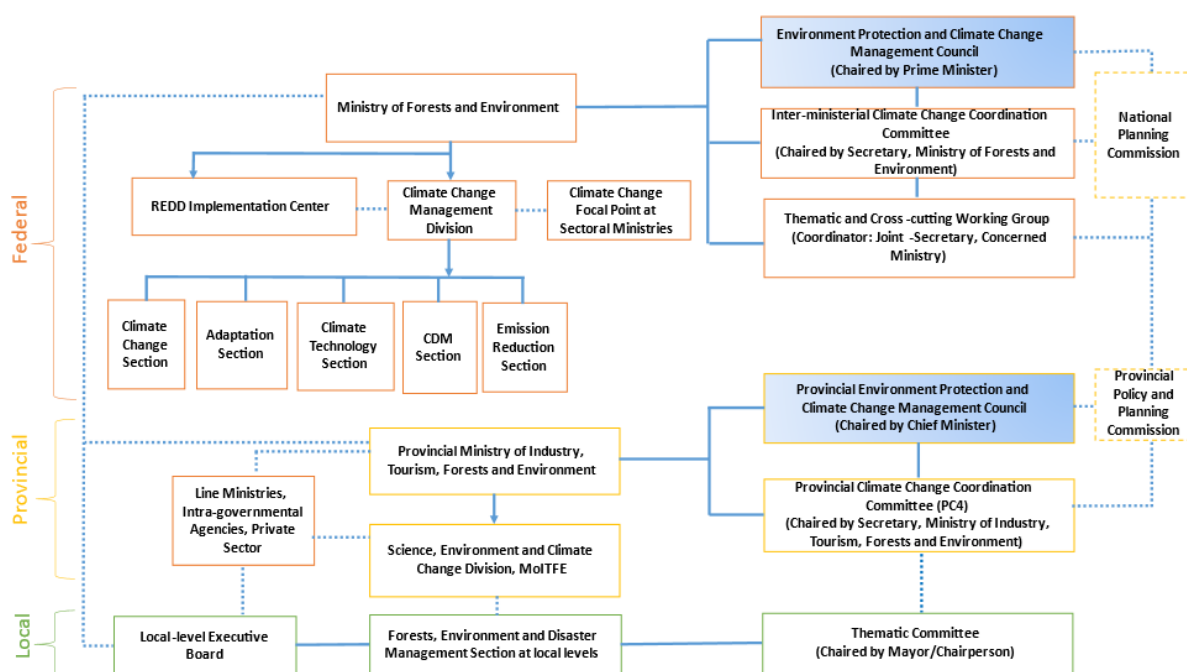 Environment Protection and Climate Change
Management Council
(Chaired by Prime Minister)
Ministry of Forests and Environment
National
Planning
Commission
Inter-ministerial Climate Change Coordination
Committee
(Chaired by Secretary, Ministry of Forests and
Environment)
Federal
REDD Implementation Center
Climate Change
Management
Division
Climate Change
Focal Point at
Sectoral Ministries
Thematic and Cross -cutting Working Group
(Coordinator: Joint -Secretary, Concerned
Ministry)
Climate
Change
Section
Adaptation
Section
Climate
Technology
Section
CDM
Section
Emission
Reduction
Section
Provincial Environment Protection and
Climate Change Management Council
(Chaired by Chief Minister)
Provincial
Policy and
Planning
Commission
Provincial
Provincial Ministry of Industry,
Tourism, Forests and Environment
Line Ministries,
Intra-governmental
Agencies, Private
Sector
Provincial Climate Change Coordination
Committee (PC4)
(Chaired by Secretary, Ministry of Industry,
Tourism, Forests and Environment)
Science, Environment and Climate
Change Division, MoITFE
Local
Local-level Executive
Board
Forests, Environment and Disaster
Management Section at local levels
Thematic Committee
(Chaired by Mayor/Chairperson)